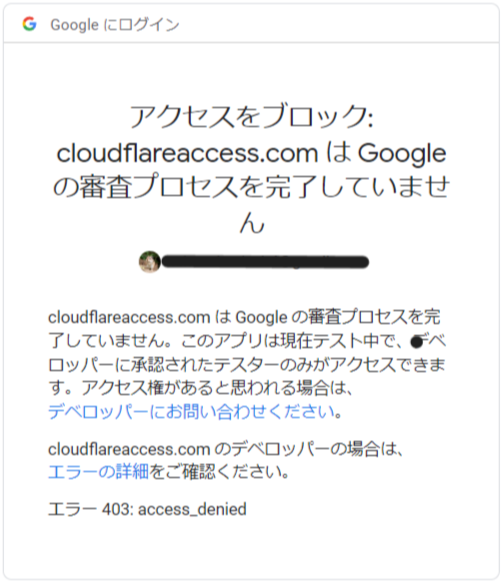 Google にログイン
アクセスをブロック:
cloudflareaccess.com は Google
の審査プロセスを完了していませ
ん
cloudflareaccess.com は Google の審査プロセスを完
了していません。このアプリは現在テスト中で、デベ
ロッパーに承認されたテスターのみがアクセスできま
す。アクセス権があると思われる場合は、
デベロッパーにお問い合わせください。
cloudflareaccess.com のデベロッパーの場合は、
エラーの詳細をご確認ください。
エラー 403: access_denied